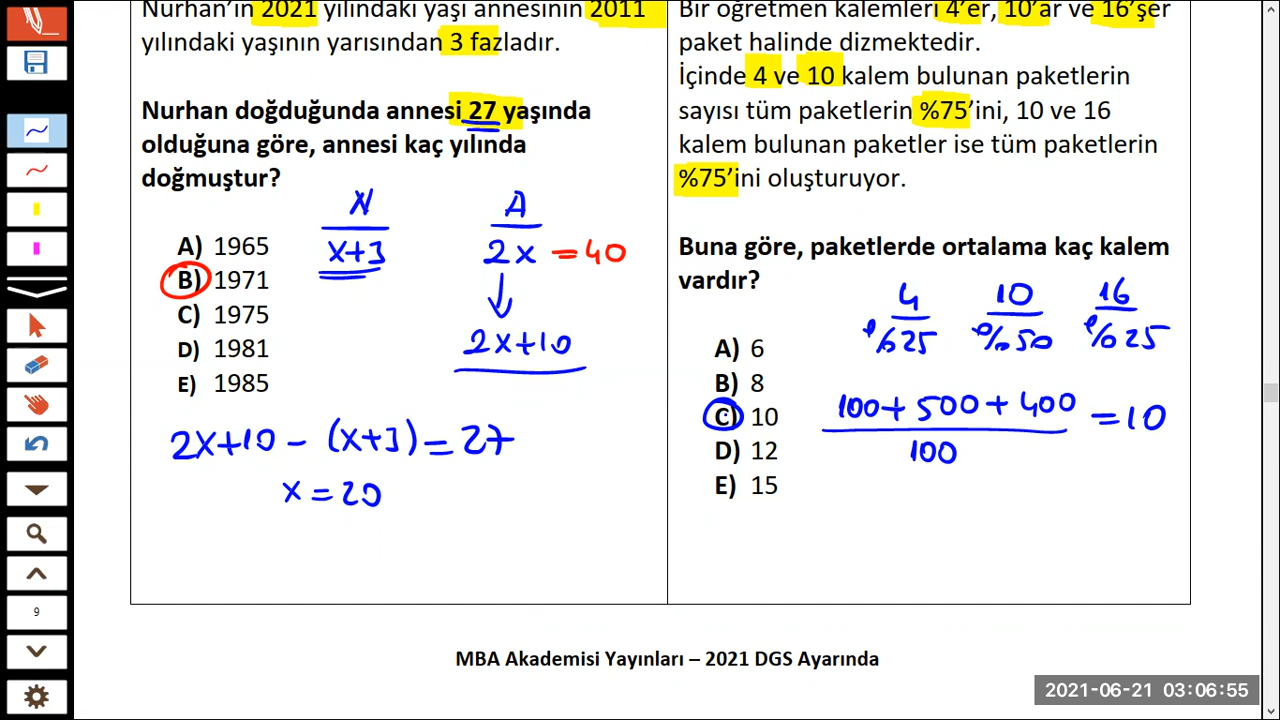 Nurhan’ın 2021 yılındaki yaşı annesinin 2011
yılındaki yaşının yarısından 3 fazladır.
Nurhan doğduğunda annesi 27 yaşında
olduğuna göre, annesi kaç yılında
doğmuştur?
N A
x+3 2x = 40
2x+10
A) 1965
B) 1971
C) 1975
D) 1981
E) 1985
2x+10 - (x+3) = 27
x = 20
Bir öğretmen kalemleri 4’er, 10’ar ve 16’şer
paket halinde dizmektedir.
İçinde 4 ve 10 kalem bulunan paketlerin
sayısı tüm paketlerin %75’ini, 10 ve 16
kalem bulunan paketler ise tüm paketlerin
%75’ini oluşturuyor.
Buna göre, paketlerde ortalama kaç kalem
vardır?
4 10 16
%25 %50 %25
A) 6
B) 8
C) 10
D) 12
E) 15
100 + 500 + 400 = 10
100
MBA Akademisi Yayınları – 2021 DGS Ayarında
9
2021-06-21 03:06:55